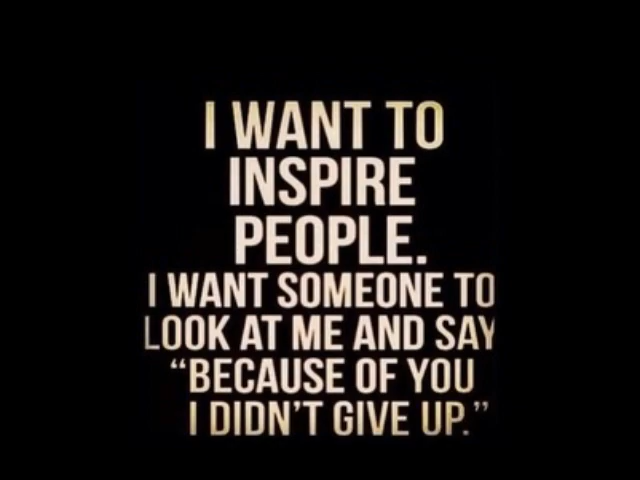 I WANT TO
INSPIRE
PEOPLE.
I WANT SOMEONE TO
LOOK AT ME AND SAY
“BECAUSE OF YOU
I DIDN’T GIVE UP.”